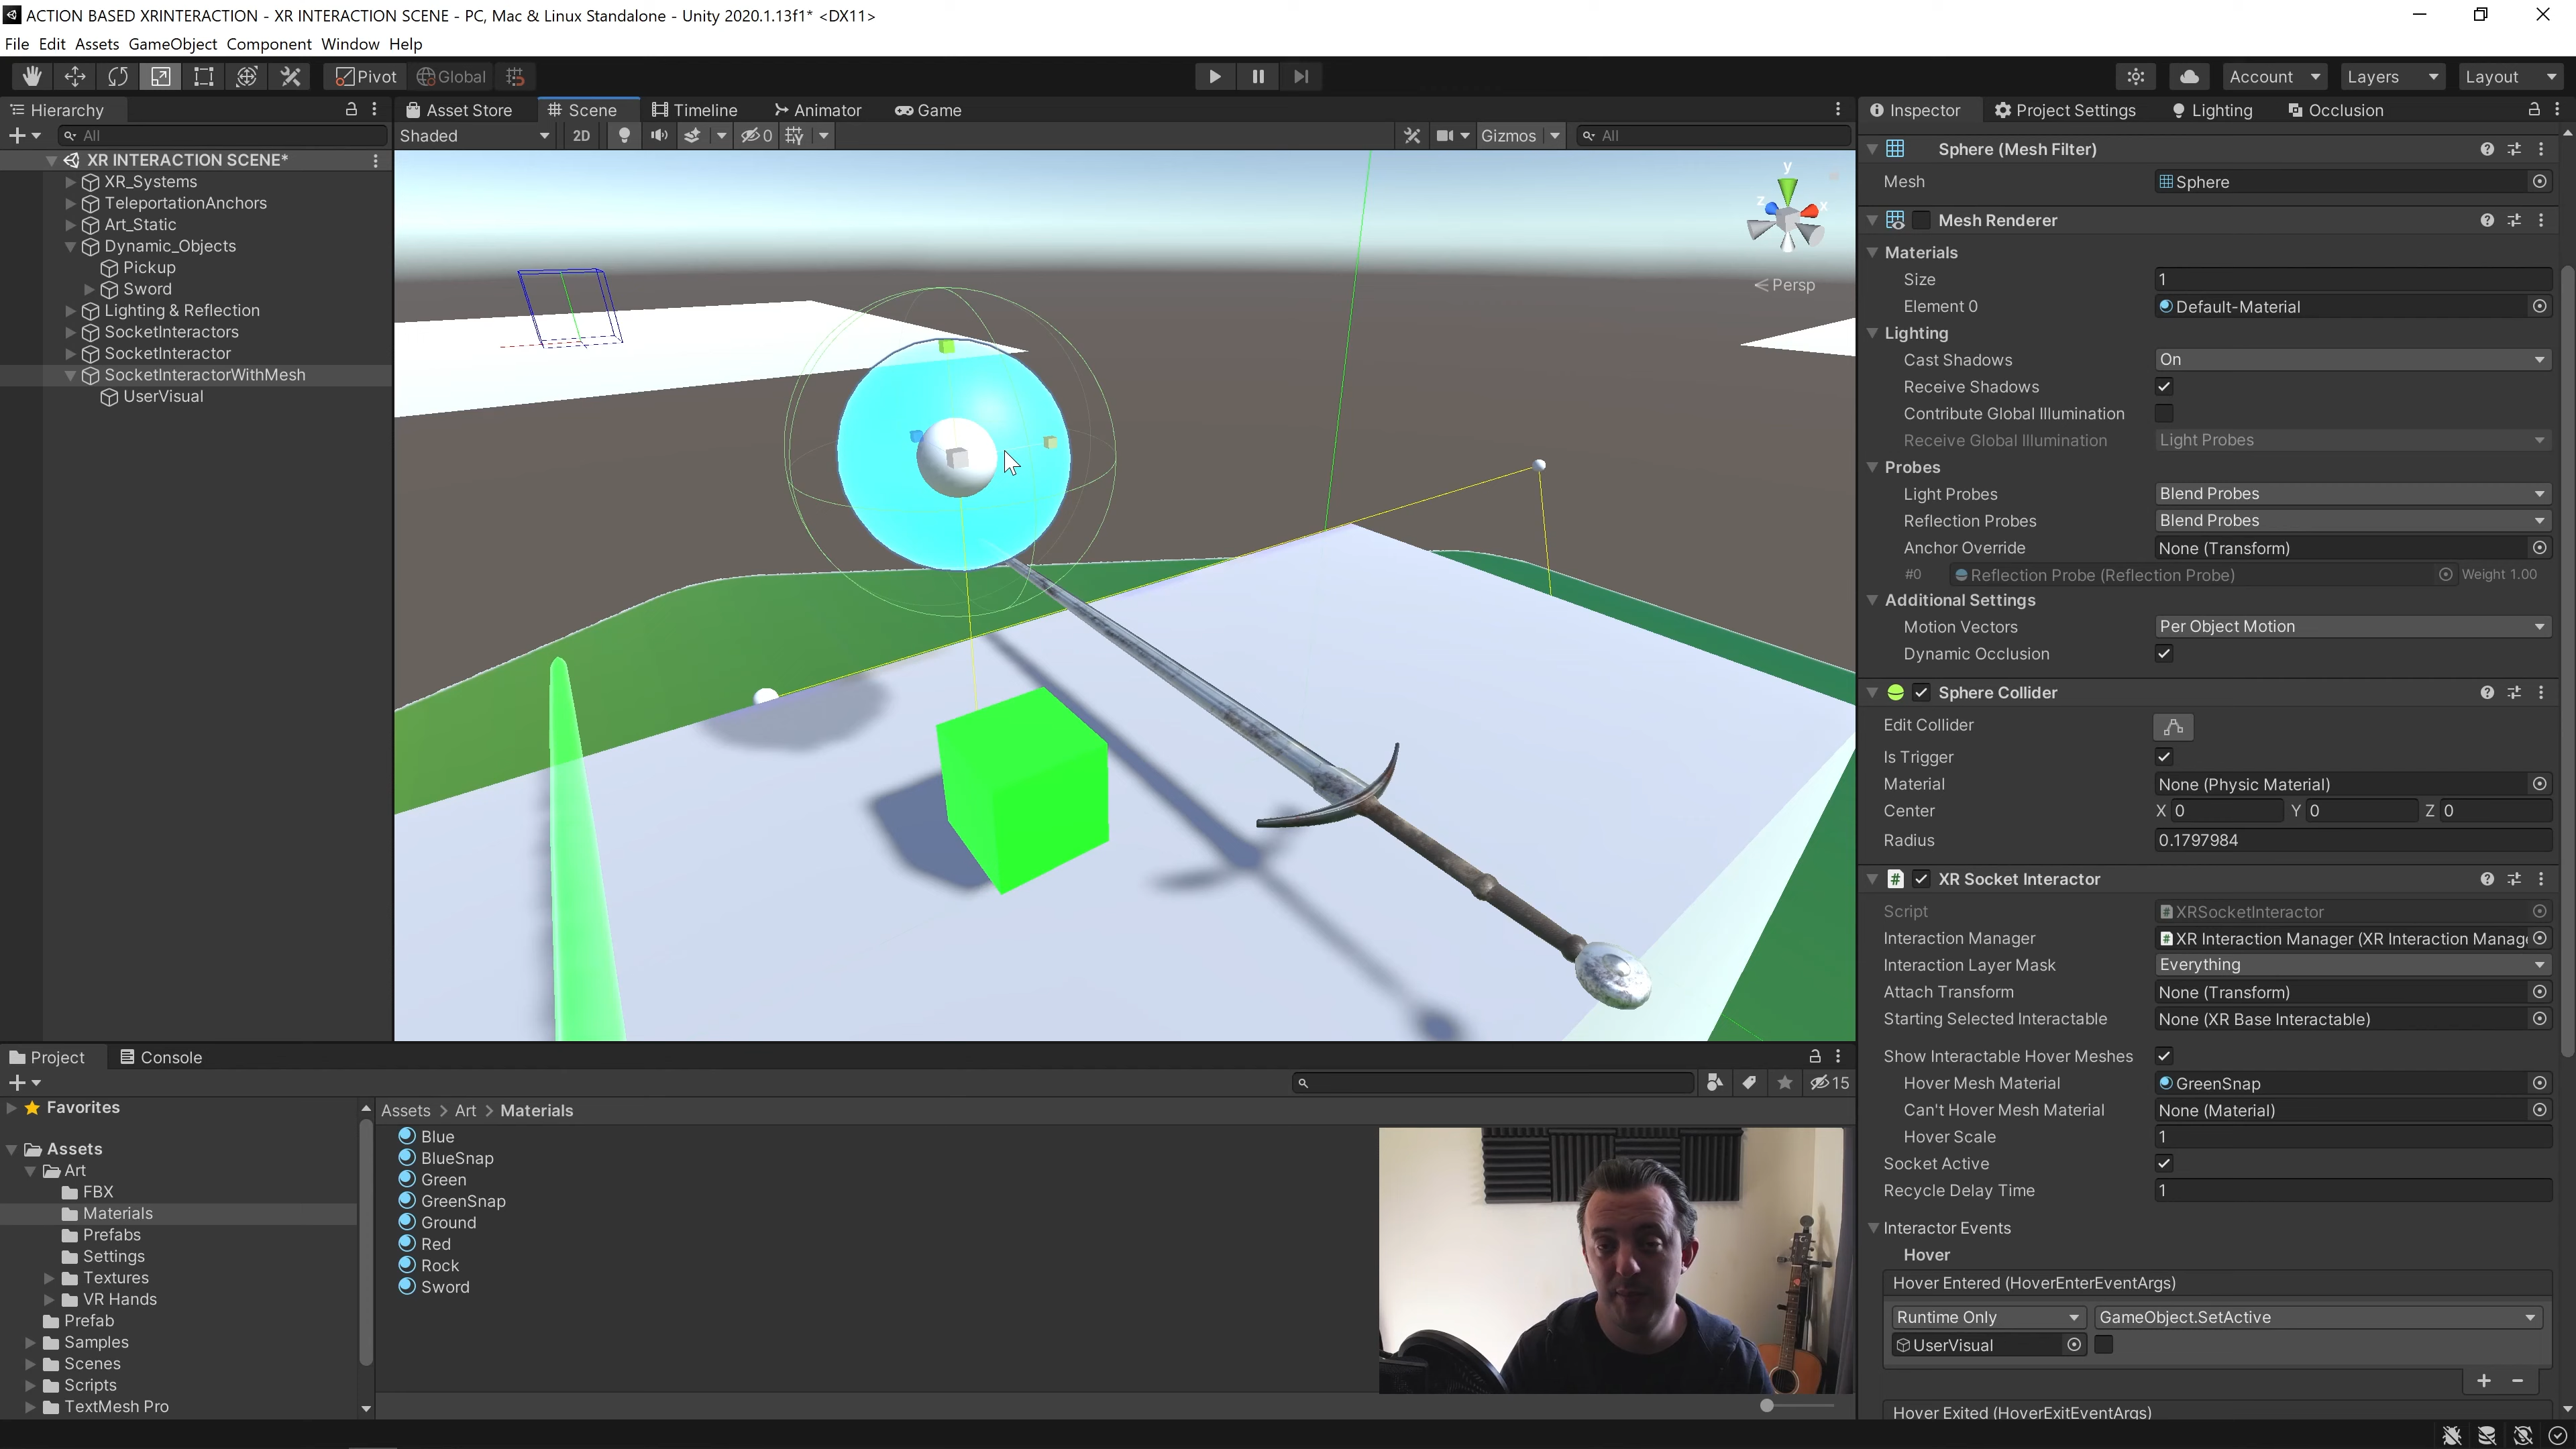 ACTION BASED XRINTERACTION - XR INTERACTION SCENE - PC, Mac & Linux Standalone - Unity 2020.1.13f1* <DX11>
File Edit Assets GameObject Component Window Help
Pivot Global Account Layers Layout
Hierarchy
All
XR INTERACTION SCENE*
XR_Systems
TeleportationAnchors
Art_Static
Dynamic_Objects
Pickup
Sword
Lighting & Reflection
SocketInteractors
SocketInteractor
SocketInteractorWithMesh
UserVisual
Asset Store Scene Timeline Animator Game
Shaded 2D 0 Gizmos All
y
z x
Persp
Inspector Project Settings Lighting Occlusion
Sphere (Mesh Filter)
Mesh Sphere
Mesh Renderer
Materials
Size 1
Element 0 Default-Material
Lighting
Cast Shadows On
Receive Shadows
Contribute Global Illumination
Receive Global Illumination Light Probes
Probes
Light Probes Blend Probes
Reflection Probes Blend Probes
Anchor Override None (Transform)
#0 Reflection Probe (Reflection Probe) Weight 1.00
Additional Settings
Motion Vectors Per Object Motion
Dynamic Occlusion
Sphere Collider
Edit Collider
Is Trigger
Material None (Physic Material)
Center X 0 Y 0 Z 0
Radius 0.1797984
XR Socket Interactor
Script XRSocketInteractor
Interaction Manager XR Interaction Manager (XR Interaction Manag
Interaction Layer Mask Everything
Attach Transform None (Transform)
Starting Selected Interactable None (XR Base Interactable)
Show Interactable Hover Meshes
Hover Mesh Material GreenSnap
Can't Hover Mesh Material None (Material)
Hover Scale 1
Socket Active
Recycle Delay Time 1
Interactor Events
Hover
Hover Entered (HoverEnterEventArgs)
Runtime Only GameObject.SetActive
UserVisual
Hover Exited (HoverExitEventArgs)
Project Console
15
Favorites
Assets
Art
FBX
Materials
Prefabs
Settings
Textures
VR Hands
Prefab
Samples
Scenes
Scripts
TextMesh Pro
Assets > Art > Materials
Blue
BlueSnap
Green
GreenSnap
Ground
Red
Rock
Sword